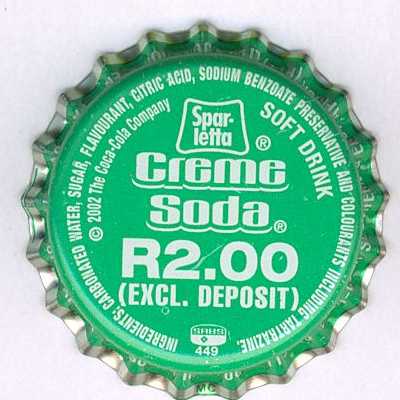 INGREDIENTS: CARBONATED WATER, SUGAR, FLAVOURANT, CITRIC ACID, SODIUM BENZOATE PRESERVATIVE AND COLOURANTS INCLUDING TARTRAZINE.
© 2002 The Coca-Cola Company
SOFT DRINK
Spar-
letta ®
Creme
Soda®
R2.00
(EXCL. DEPOSIT)
SABS
449
MC